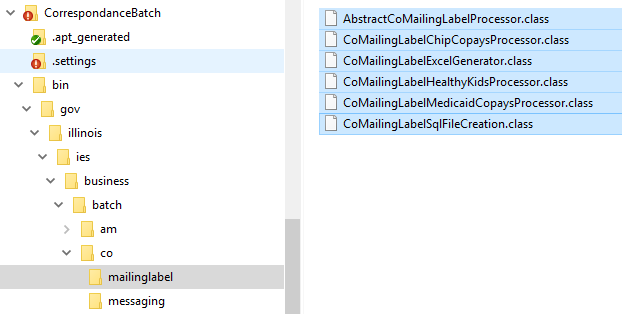 CorrespondanceBatch
.apt_generated
.settings
bin
gov
illinois
ies
business
batch
am
co
mailinglabel
messaging
AbstractCoMailingLabelProcessor.class
CoMailingLabelChipCopaysProcessor.class
CoMailingLabelExcelGenerator.class
CoMailingLabelHealthyKidsProcessor.class
CoMailingLabelMedicaidCopaysProcessor.class
CoMailingLabelSqlFileCreation.class